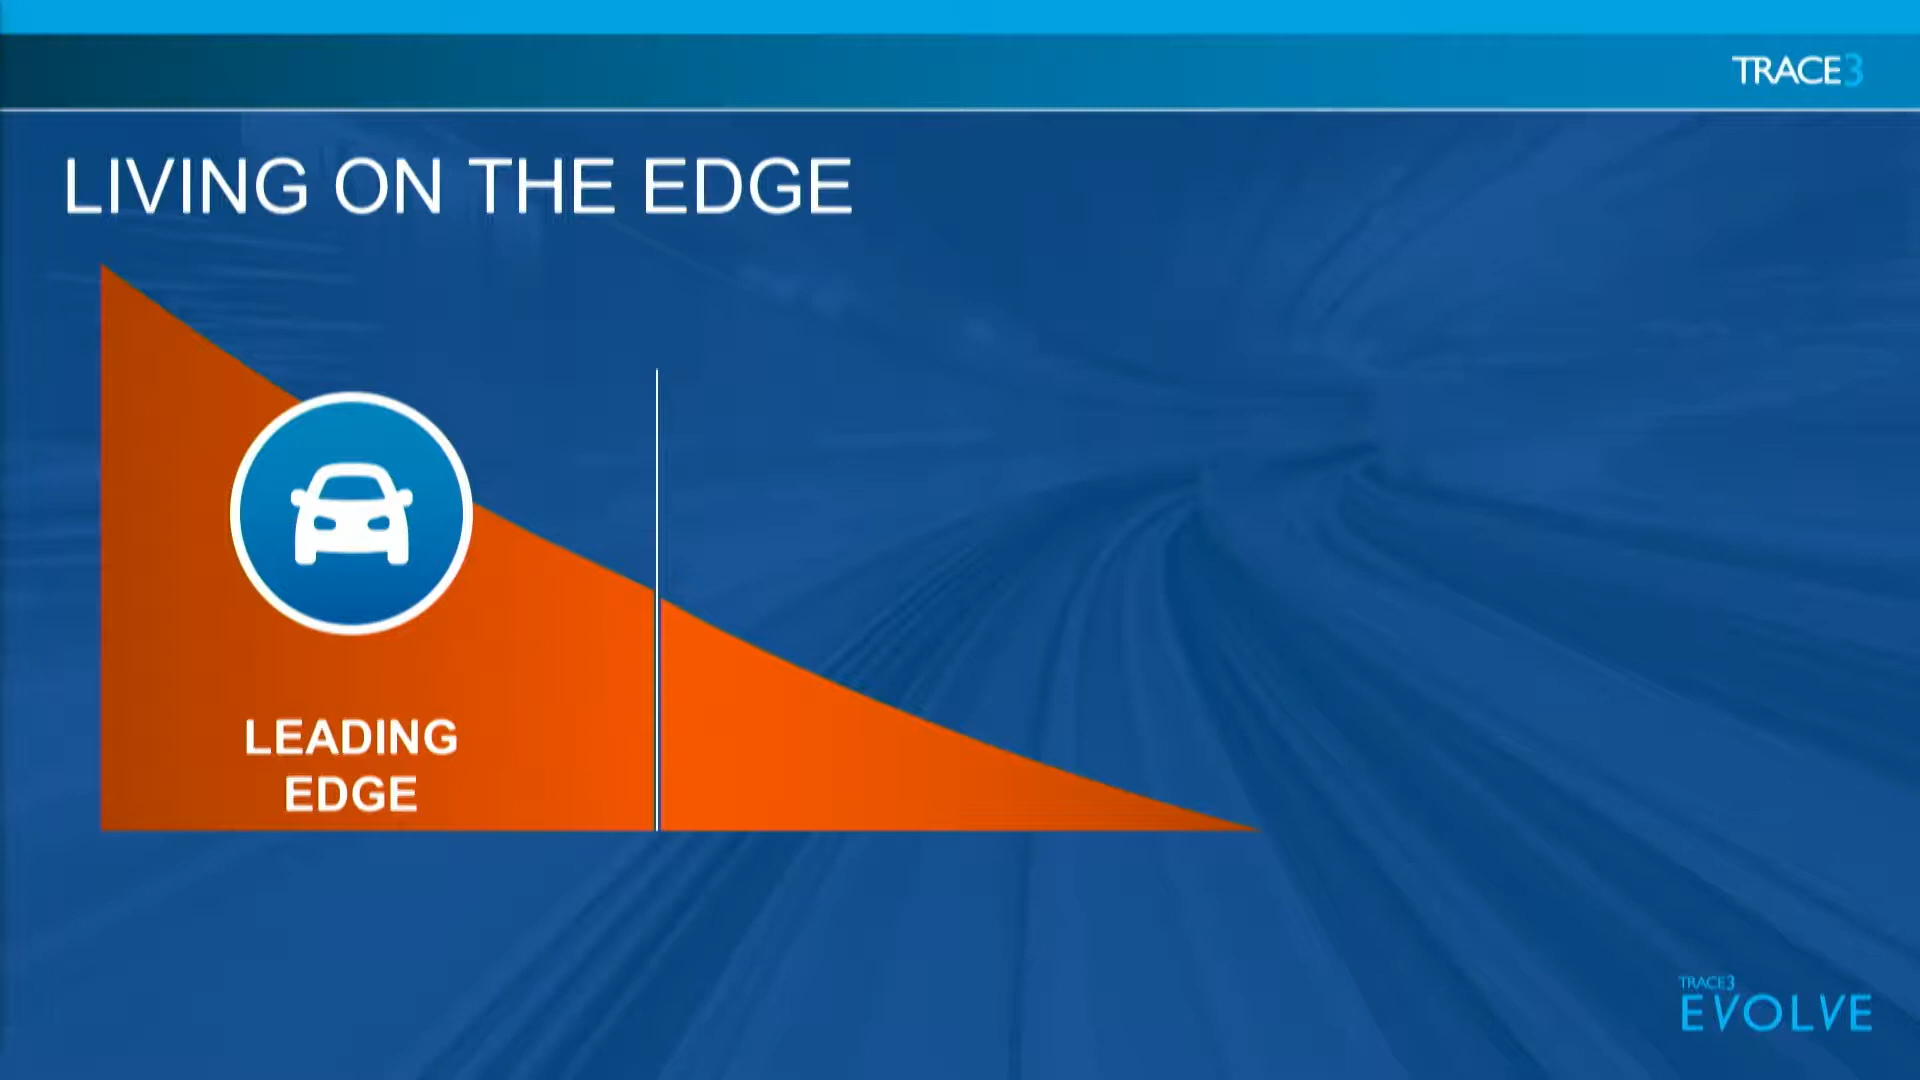 TRACE3
LIVING ON THE EDGE
LEADING
EDGE
TRACE3
EVOLVE